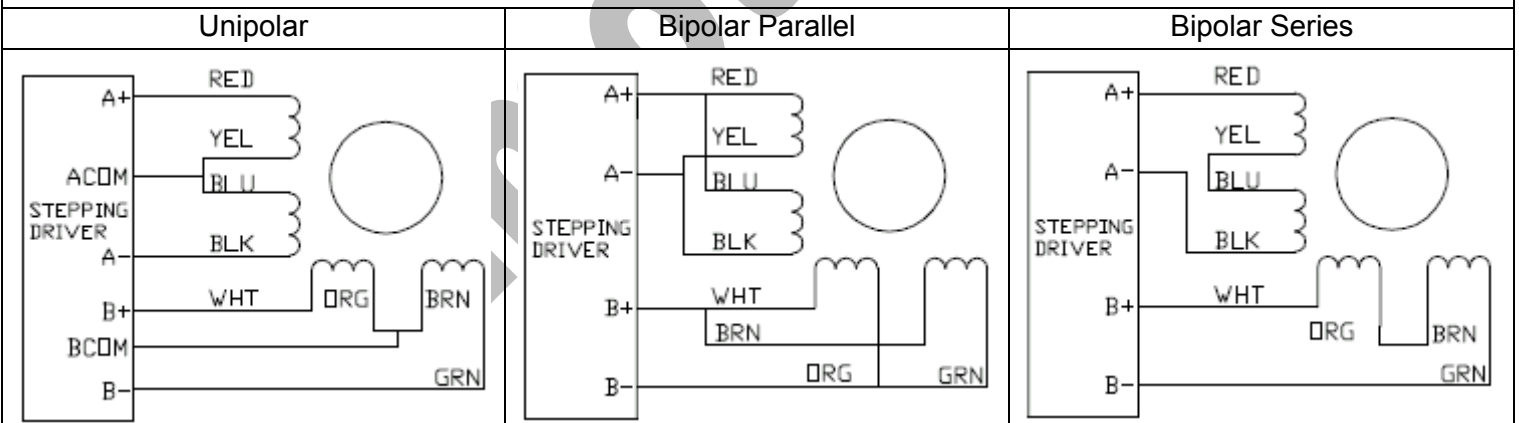 Unipolar
Bipolar Parallel
Bipolar Series
RED
A+
YEL
ACOM
BLU
STEPPING
DRIVER
A-
BLK
B+
WHT
ORG
BRN
BCOM
B-
GRN
RED
A+
YEL
A-
BLU
STEPPING
DRIVER
BLK
B+
WHT
BRN
ORG
GRN
B-
RED
A+
YEL
A-
BLU
STEPPING
DRIVER
BLK
B+
WHT
ORG
BRN
GRN
B-